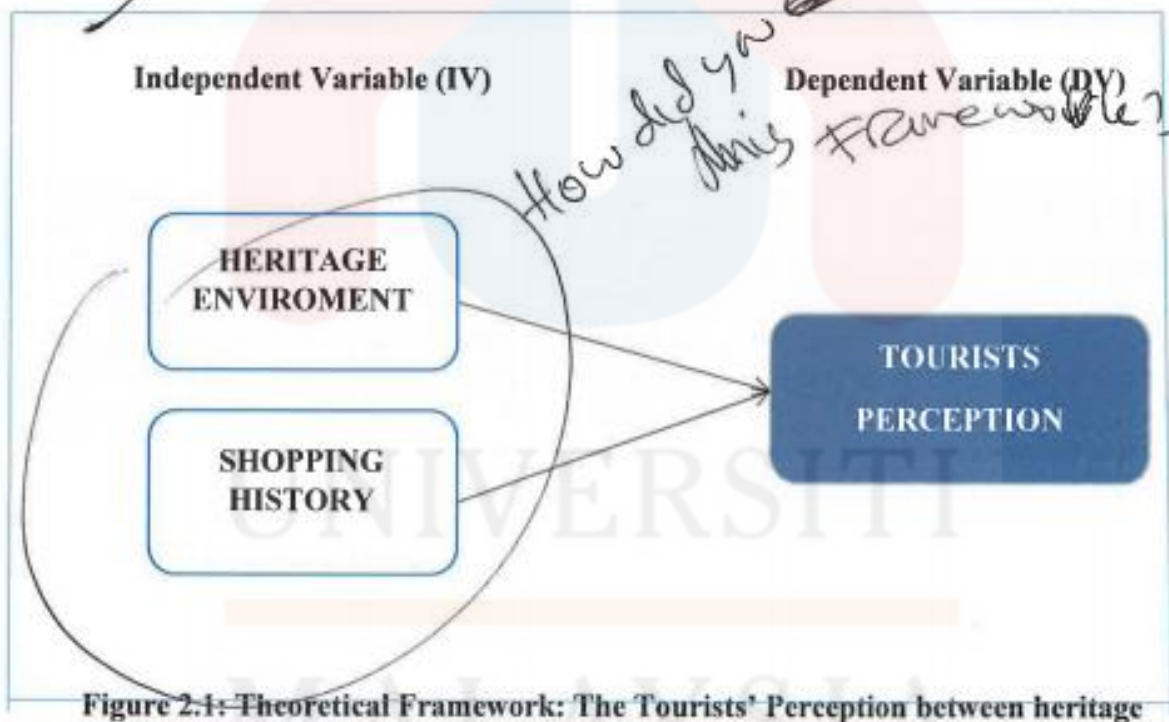 Independent Variable (IV)
Dependent Variable (DV)
How did you
this Framework?
HERITAGE
ENVIROMENT
SHOPPING
HISTORY
TOURISTS
PERCEPTION
UNIVERSITI
MALAYSIA
Figure 2.1: Theoretical Framework: The Tourists' Perception between heritage